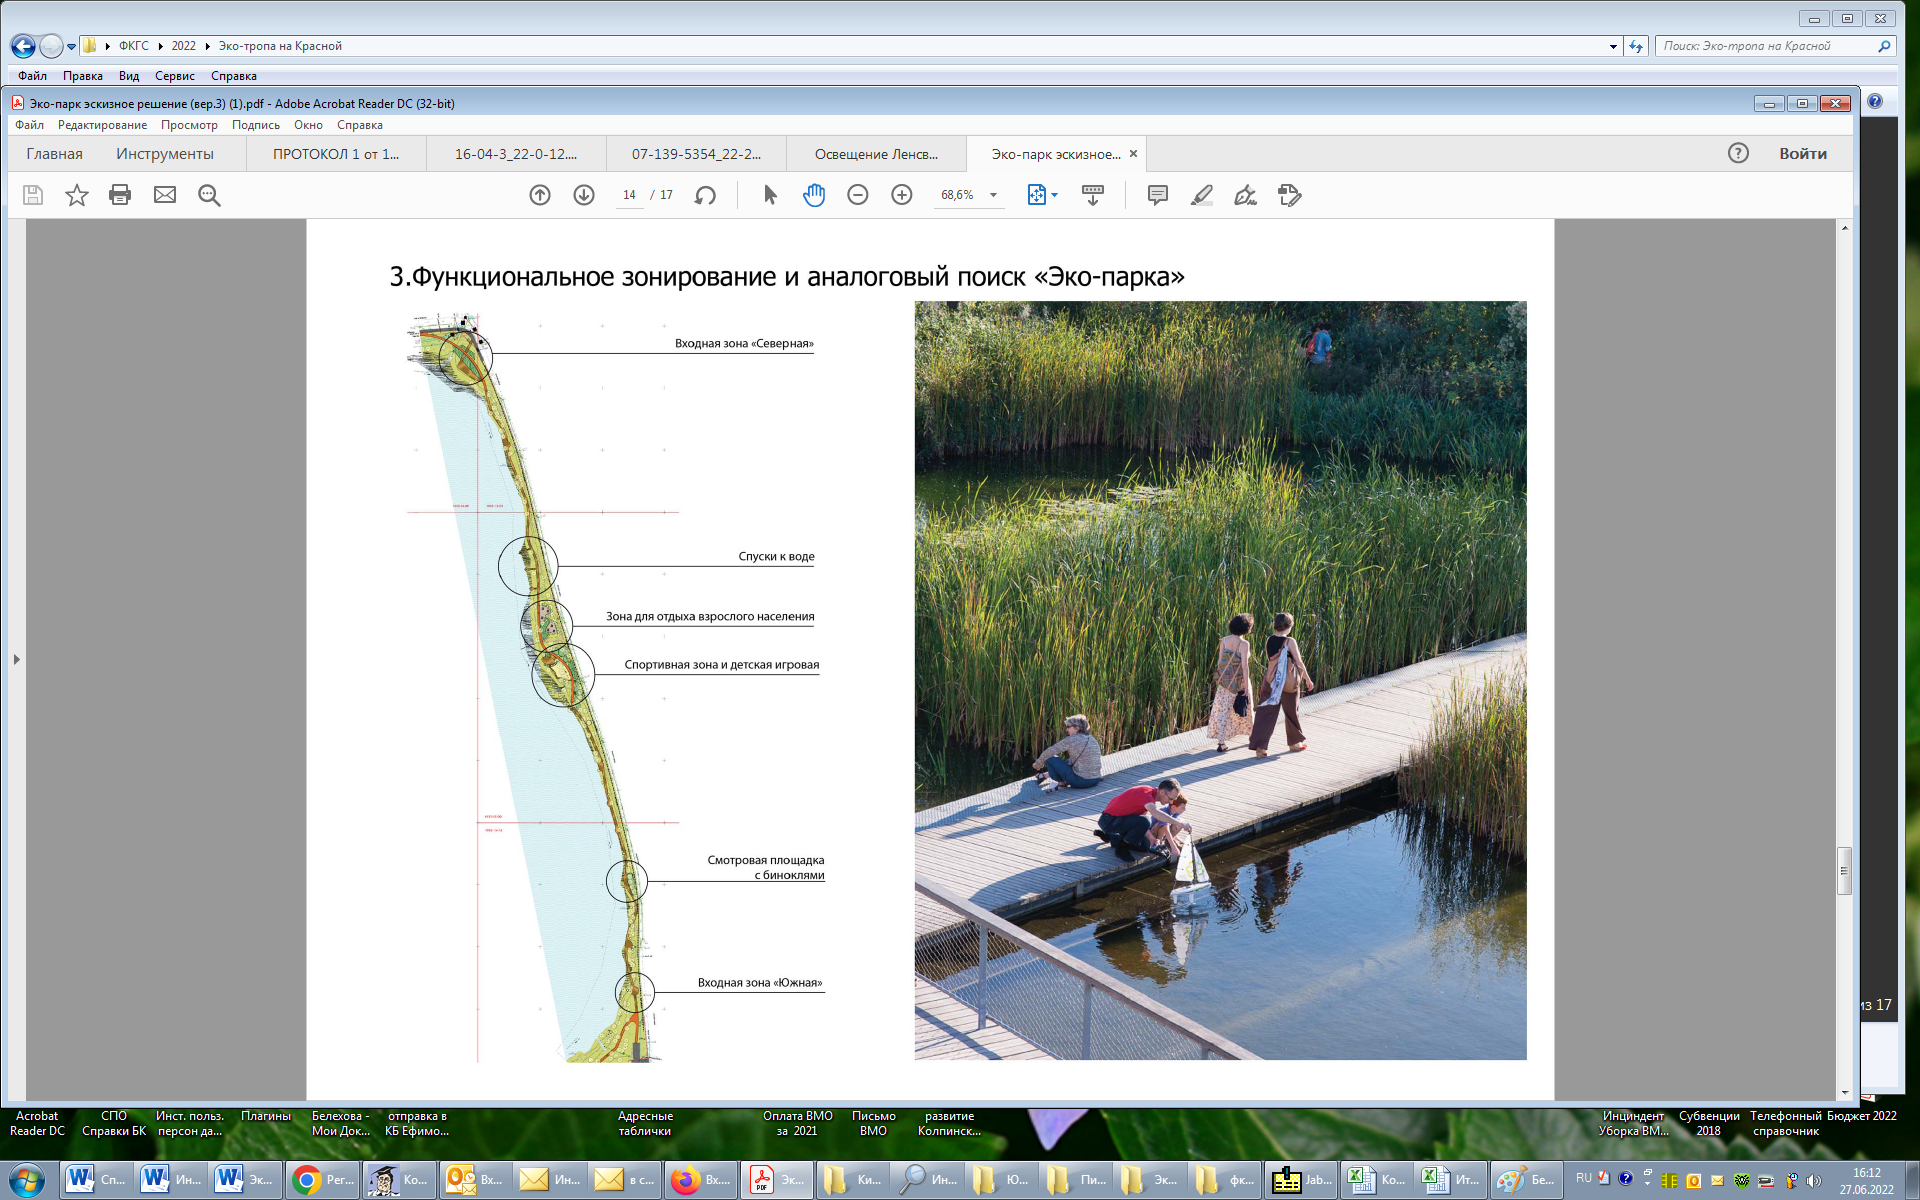 ФКГС
2022
Эко-тропа на Красной
Поиск: Эко-тропа на Красной
Файл Правка Вид Сервис Справка
Эко-парк эскизное решение (вер.3) (1).pdf - Adobe Acrobat Reader DC (32-bit)
Файл Редактирование Просмотр Подпись Окно Справка
Главная Инструменты ПРОТОКОЛ 1 от 1... 16-04-3_22-0-12.... 07-139-5354_22-2... Освещение Ленсв... Эко-парк эскизное... × Войти
14 / 17 68,6%
3.Функциональное зонирование и аналоговый поиск «Эко-парка»
Входная зона «Северная»
Спуски к воде
Зона для отдыха взрослого населения
Спортивная зона и детская игровая
Смотровая площадка
с биноклями
Входная зона «Южная»
из 17
Acrobat
Reader DC
СПО
Справки БК
Инст. польз.
персон да...
Плагины
Белехова -
Мои Док...
отправка в
КБ Ефимо...
Адресные
таблички
Оплата ВМО
за 2021
Письмо
ВМО
развитие
Колпинск...
Инциндент
Уборка ВМ...
Субвенции
2018
Телефонный
справочник
Бюджет 2022
Сп... Ин... Эк... Рег... Ко... Вх... Ин... в с... Вх.... Эк... Ки... Ин... Ю... Пи... Эк... фк... Jab... Ко... Ит... Бе...
RU
16:12
27.06.2022